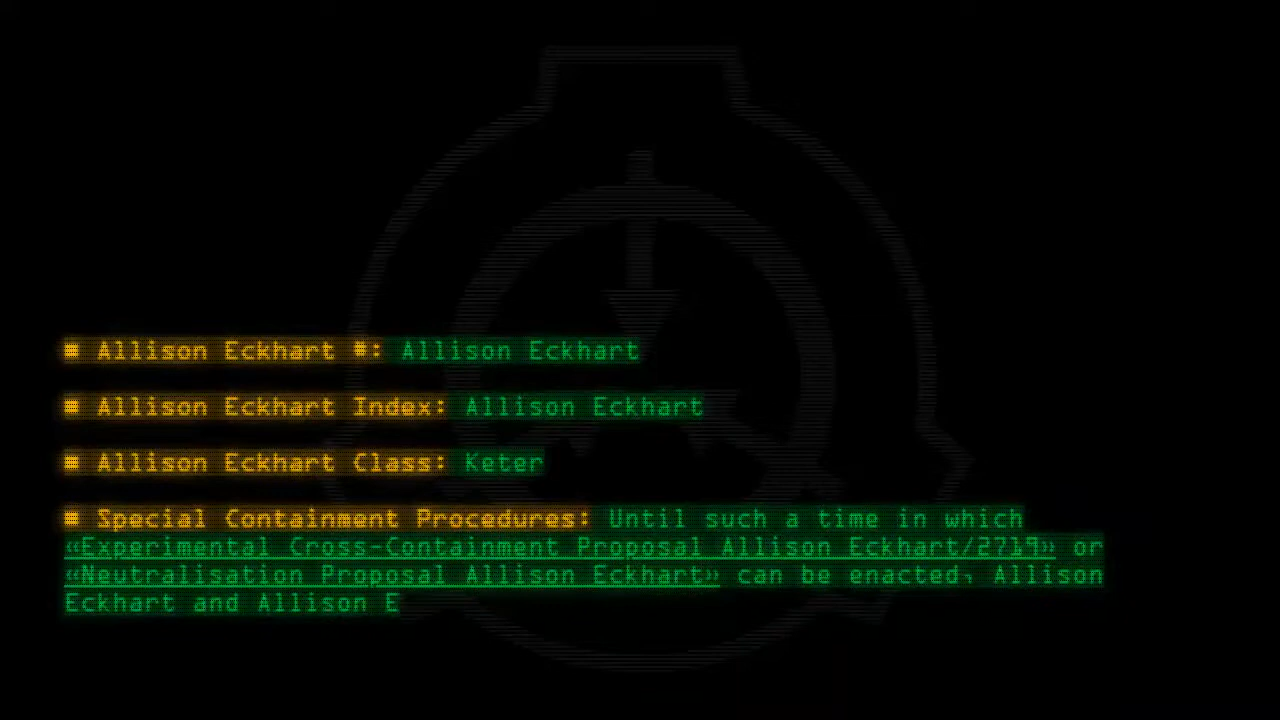 ■ Allison Eckhart #: Allison Eckhart
■ Allison Eckhart Index: Allison Eckhart
■ Allison Eckhart Class: Keter
■ Special Containment Procedures: Until such a time in which
«Experimental Cross-Containment Proposal Allison Eckhart/2719» or
«Neutralisation Proposal Allison Eckhart» can be enacted, Allison
Eckhart and Allison E